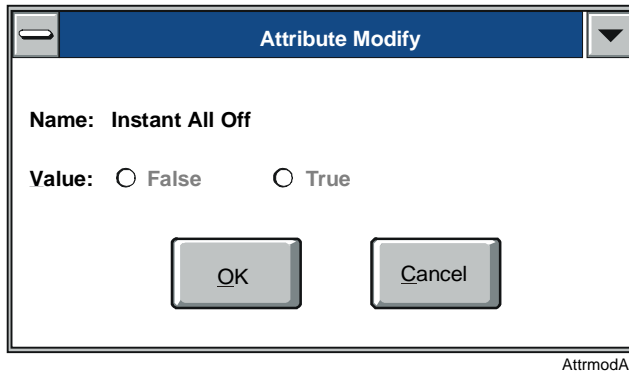 Attribute Modify
Name: Instant All Off
Value: False True
OK Cancel
AttrmodA